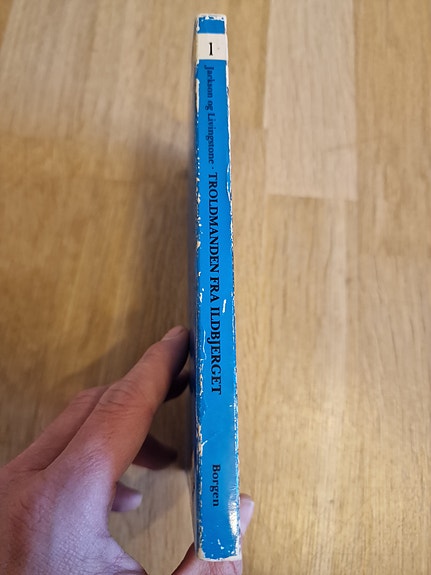 1
Jackson og Livingstone · TROLDMANDEN FRA ILDBJERGET
Borgen